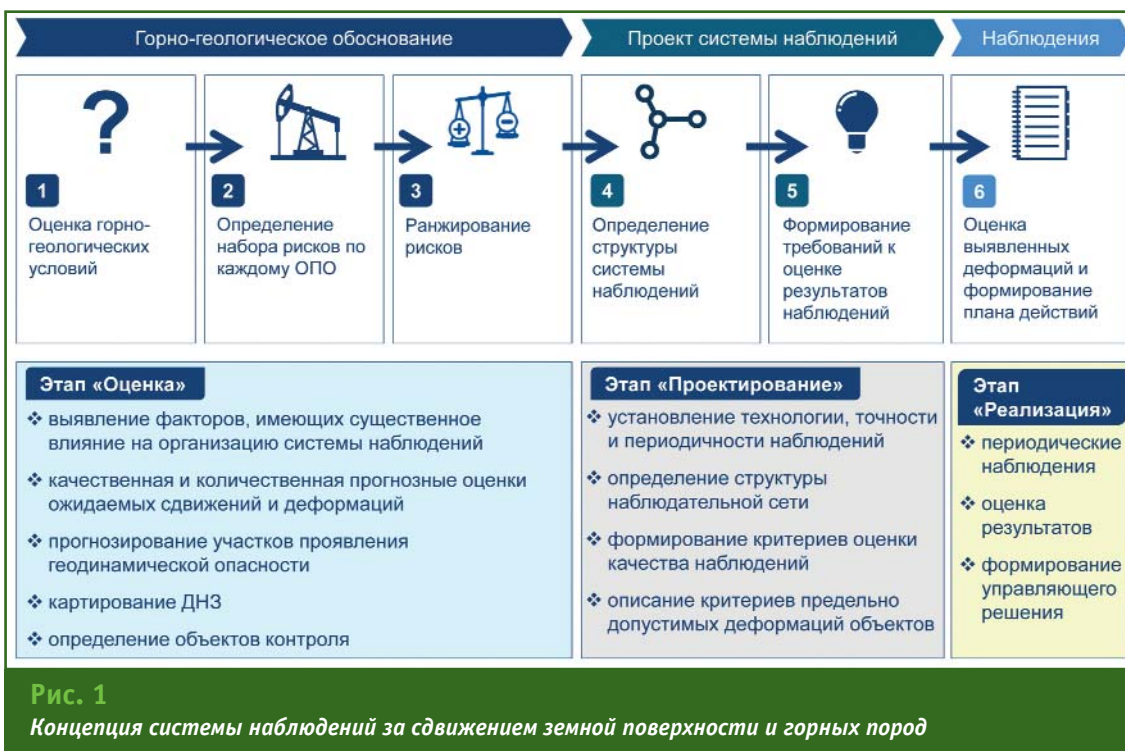 Горно-геологическое обоснование
Проект системы наблюдений
Наблюдения
?
1
Оценка горно-
геологических
условий
2
Определение
набора рисков по
каждому ОПО
3
Ранжирование
рисков
4
Определение
структуры
системы
наблюдений
5
Формирование
требований к
оценке
результатов
наблюдений
6
Оценка
выявленных
деформаций и
формирование
плана действий
Этап «Оценка»
❖ выявление факторов, имеющих существенное
влияние на организацию системы наблюдений
❖ качественная и количественная прогнозные оценки
ожидаемых сдвижений и деформаций
❖ прогнозирование участков проявления
геодинамической опасности
❖ картирование ДНЗ
❖ определение объектов контроля
Этап «Проектирование»
❖ установление технологии, точности
и периодичности наблюдений
❖ определение структуры
наблюдательной сети
❖ формирование критериев оценки
качества наблюдений
❖ описание критериев предельно
допустимых деформаций объектов
Этап
«Реализация»
❖ периодические
наблюдения
❖ оценка
результатов
❖ формирование
управляющего
решения
Рис. 1
Концепция системы наблюдений за сдвижением земной поверхности и горных пород